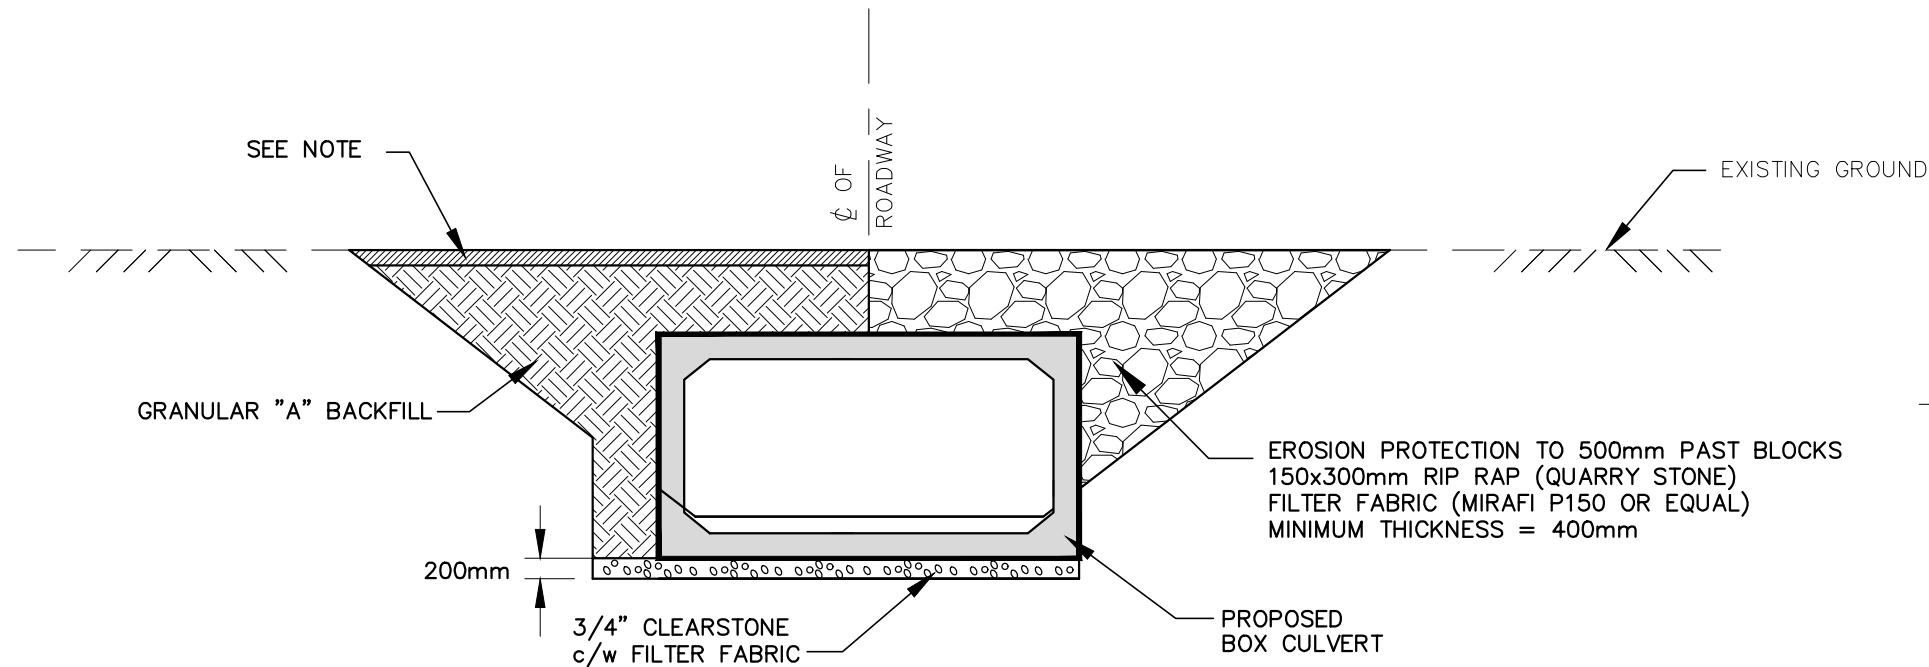 SEE NOTE
℄ OF
ROADWAY
EXISTING GROUND
GRANULAR "A" BACKFILL
EROSION PROTECTION TO 500mm PAST BLOCKS
150x300mm RIP RAP (QUARRY STONE)
FILTER FABRIC (MIRAFI P150 OR EQUAL)
MINIMUM THICKNESS = 400mm
200mm
3/4" CLEARSTONE
c/w FILTER FABRIC
PROPOSED
BOX CULVERT